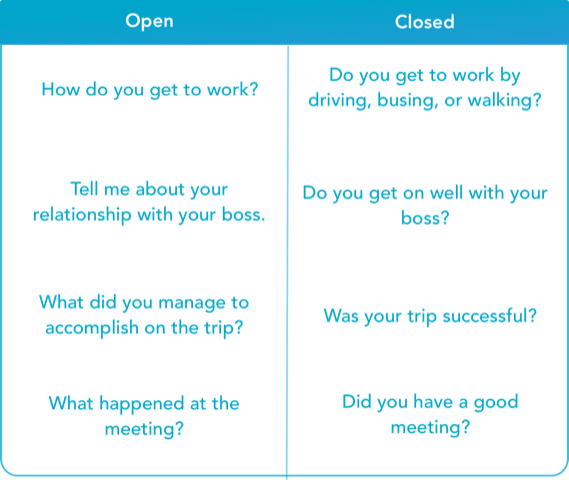 Open
Closed
How do you get to work?
Do you get to work by
driving, busing, or walking?
Tell me about your
relationship with your boss.
Do you get on well with your
boss?
What did you manage to
accomplish on the trip?
Was your trip successful?
What happened at the
meeting?
Did you have a good
meeting?